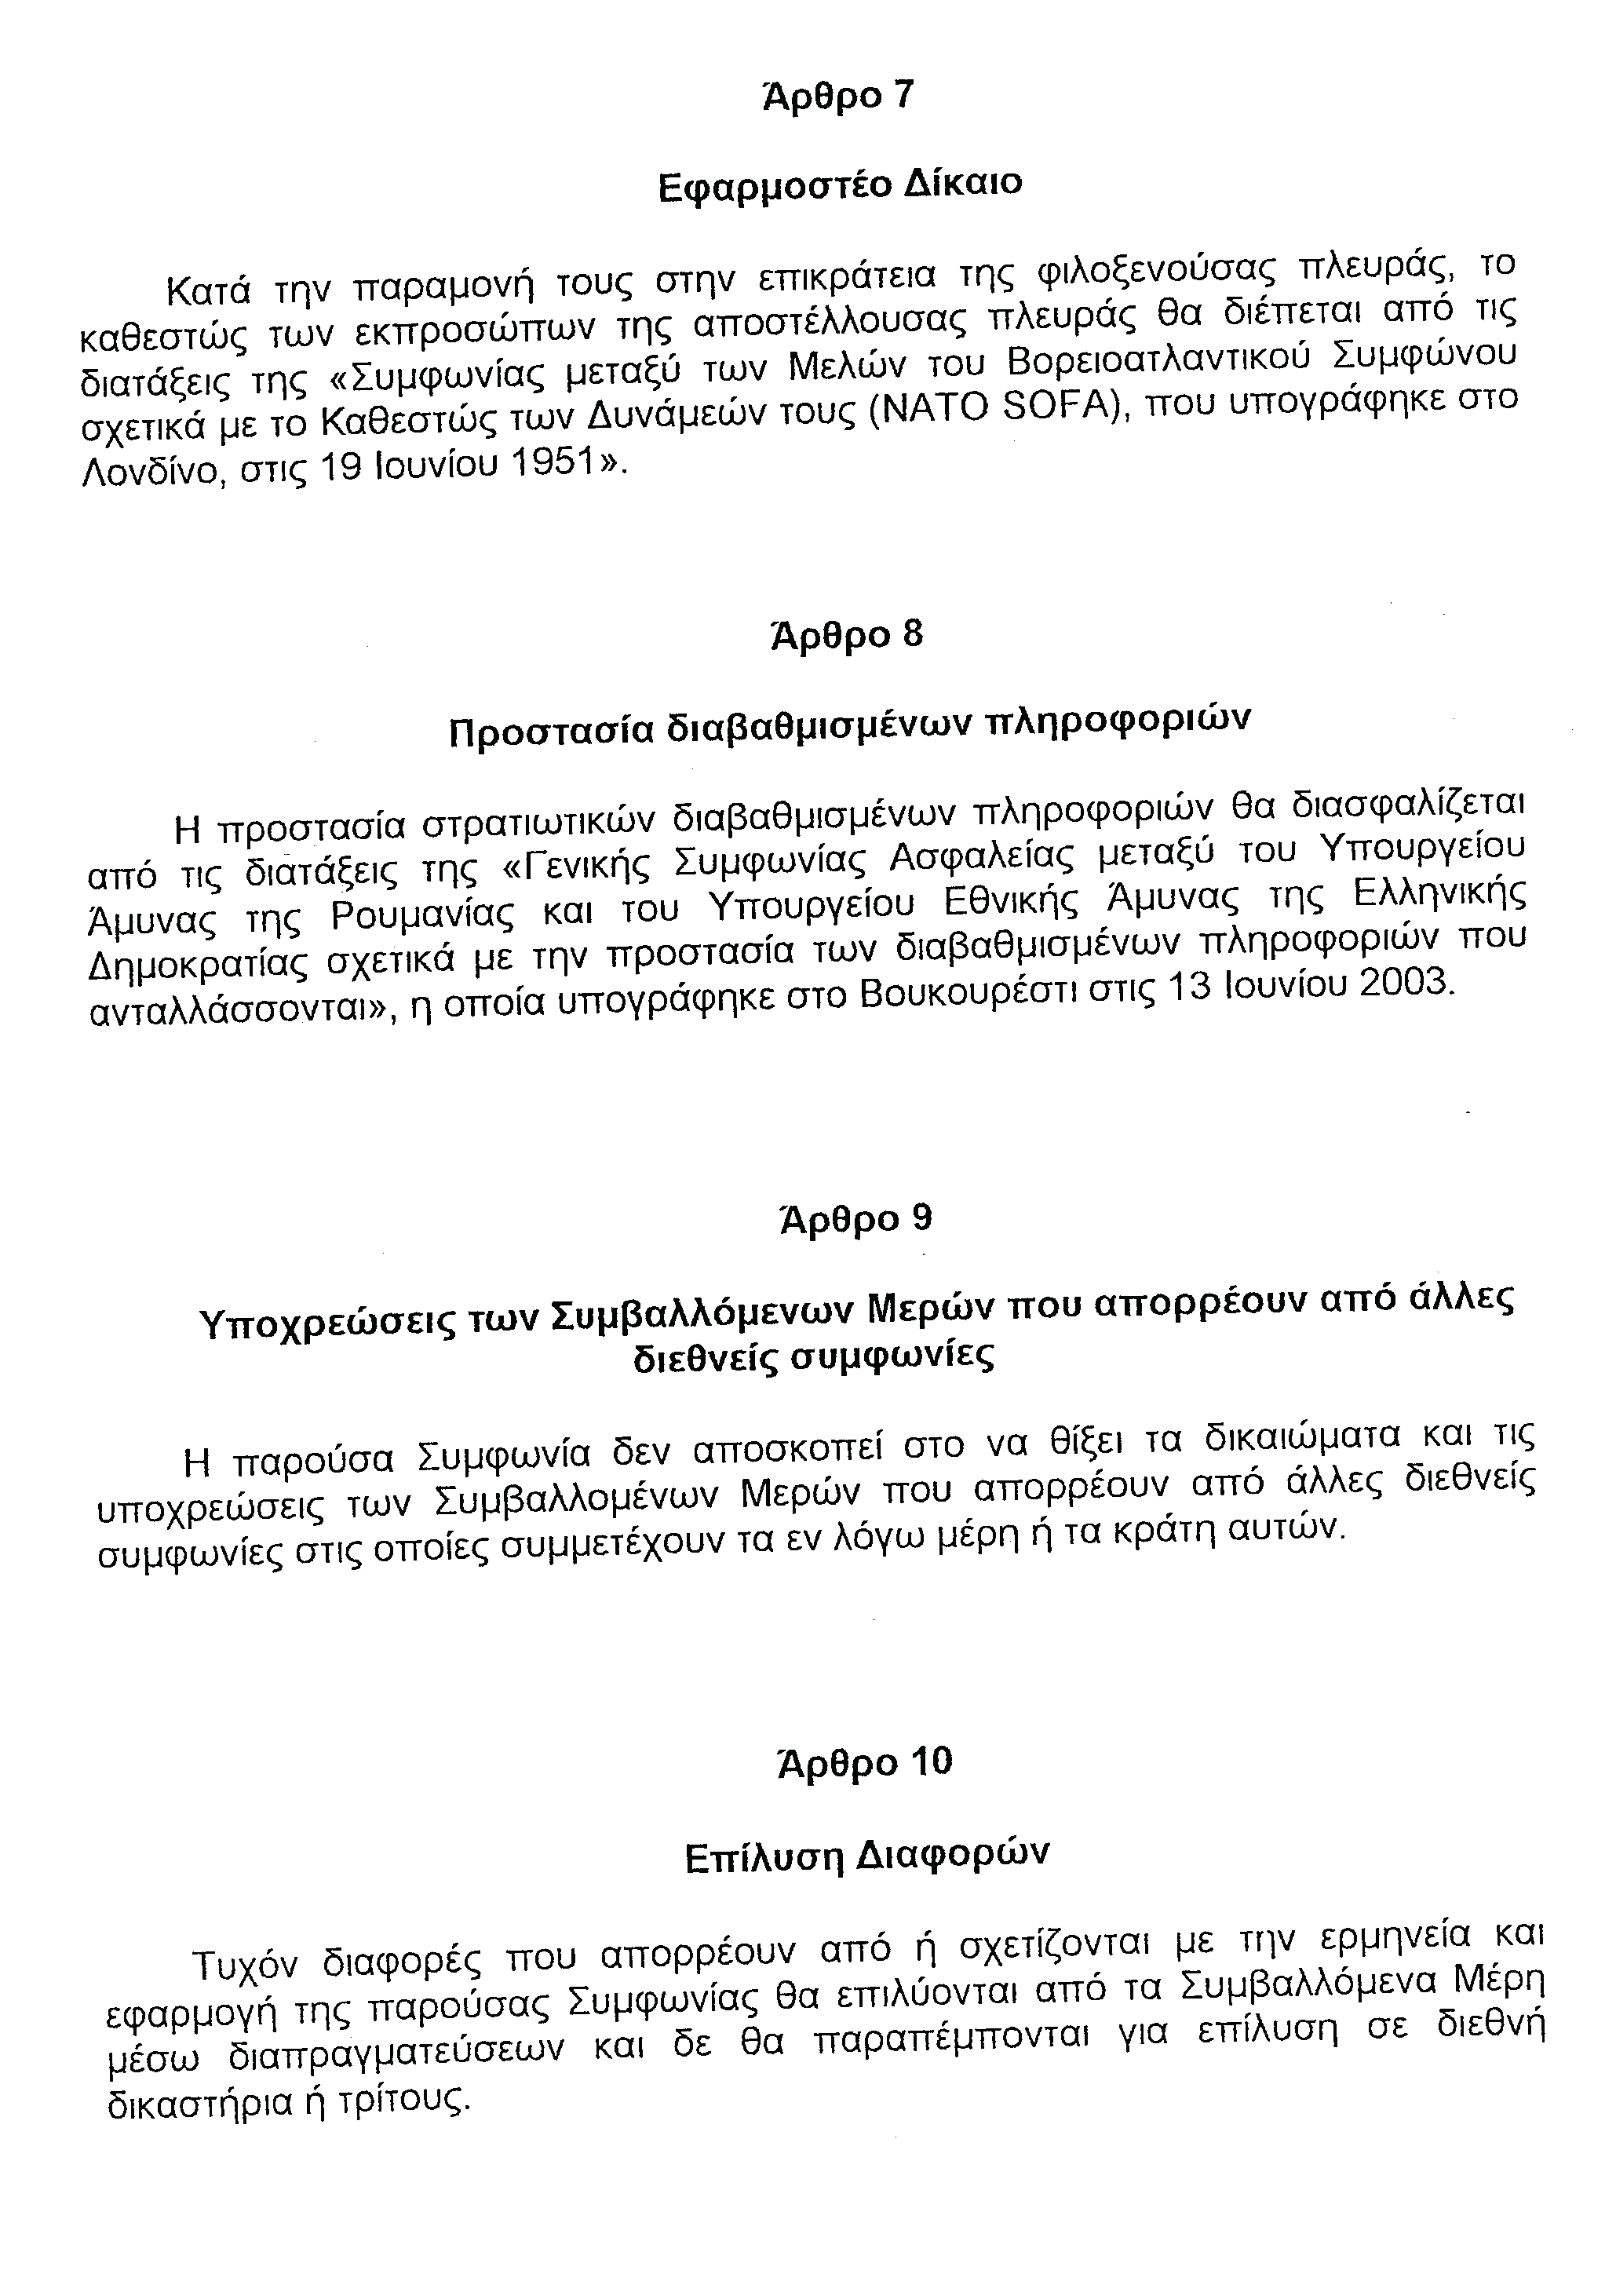 Άρθρο 7
Εφαρμοστέο Δίκαιο
Κατά την παραμονή τους στην επικράτεια της φιλοξενούσας πλευράς, το
καθεστώς των εκπροσώπων της αποστέλλουσας πλευράς θα διέπεται από τις
διατάξεις της «Συμφωνίας μεταξύ των Μελών του Βορειοατλαντικού Συμφώνου
σχετικά με το Καθεστώς των Δυνάμεών τους (NATO SOFA), που υπογράφηκε στο
Λονδίνο, στις 19 Ιουνίου 1951».
Άρθρο 8
Προστασία διαβαθμισμένων πληροφοριών
Η προστασία στρατιωτικών διαβαθμισμένων πληροφοριών θα διασφαλίζεται
από τις διατάξεις της «Γενικής Συμφωνίας Ασφαλείας μεταξύ του Υπουργείου
Άμυνας της Ρουμανίας και του Υπουργείου Εθνικής Άμυνας της Ελληνικής
Δημοκρατίας σχετικά με την προστασία των διαβαθμισμένων πληροφοριών που
ανταλλάσσονται», η οποία υπογράφηκε στο Βουκουρέστι στις 13 Ιουνίου 2003.
Άρθρο 9
Υποχρεώσεις των Συμβαλλόμενων Μερών που απορρέουν από άλλες
διεθνείς συμφωνίες
Η παρούσα Συμφωνία δεν αποσκοπεί στο να θίξει τα δικαιώματα και τις
υποχρεώσεις των Συμβαλλομένων Μερών που απορρέουν από άλλες διεθνείς
συμφωνίες στις οποίες συμμετέχουν τα εν λόγω μέρη ή τα κράτη αυτών.
Άρθρο 10
Επίλυση Διαφορών
Τυχόν διαφορές που απορρέουν από ή σχετίζονται με την ερμηνεία και
εφαρμογή της παρούσας Συμφωνίας θα επιλύονται από τα Συμβαλλόμενα Μέρη
μέσω διαπραγματεύσεων και δε θα παραπέμπονται για επίλυση σε διεθνή
δικαστήρια ή τρίτους.